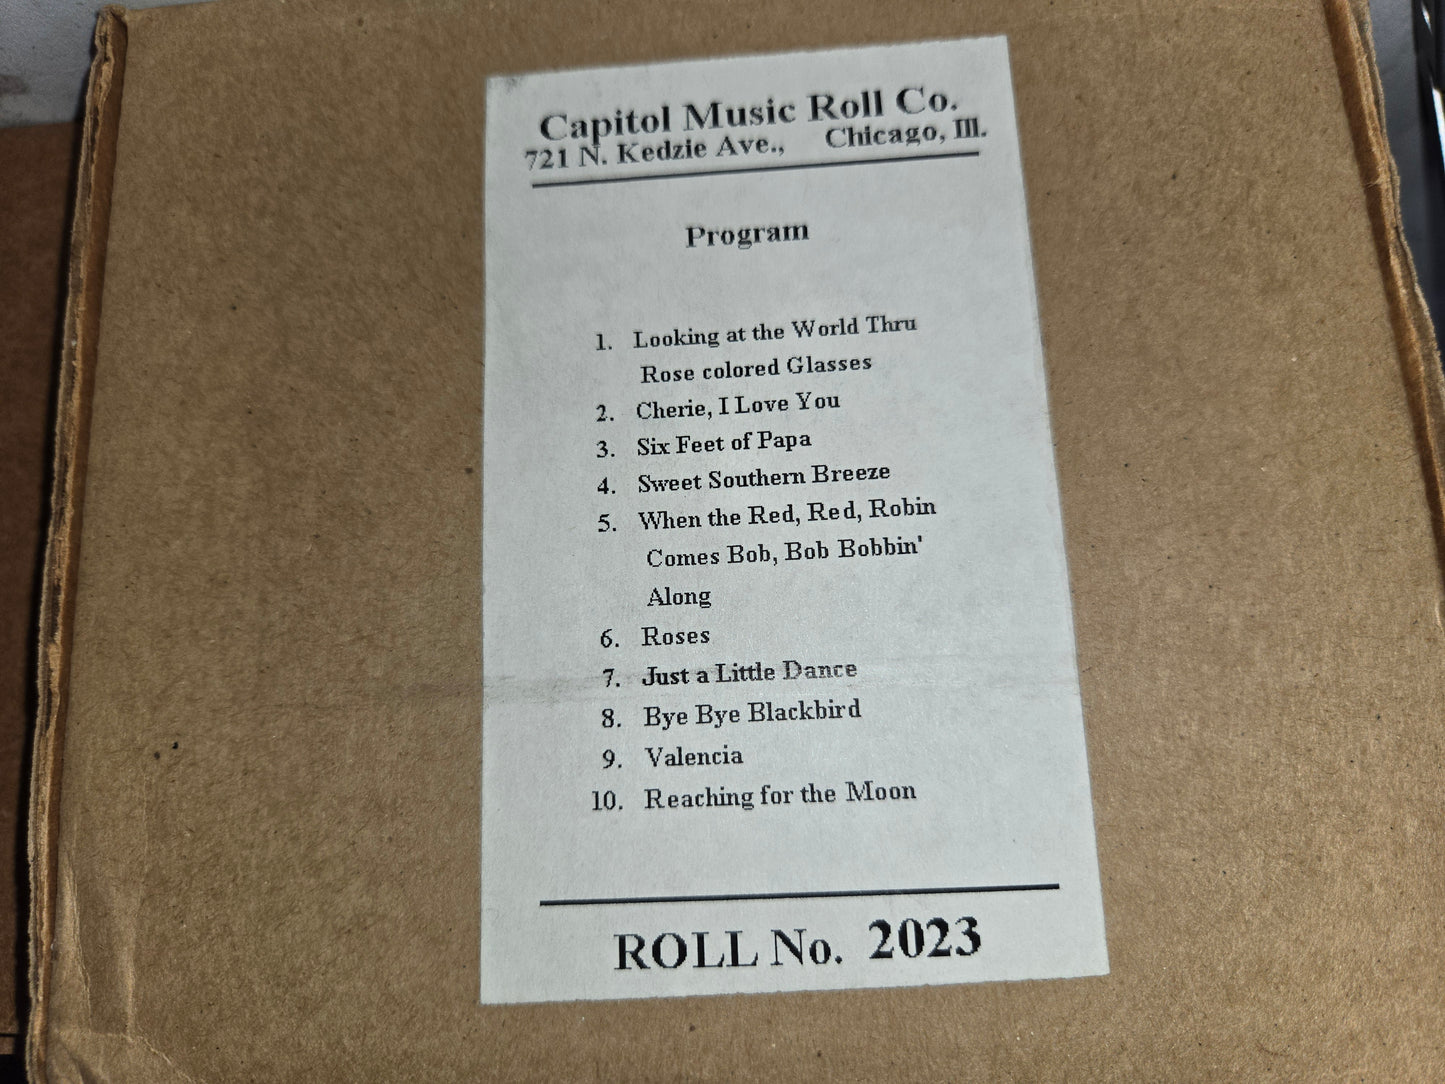 Capitol Music Roll Co.
721 N. Kedzie Ave., Chicago, Ill.
Program
1. Looking at the World Thru
Rose colored Glasses
2. Cherie, I Love You
3. Six Feet of Papa
4. Sweet Southern Breeze
5. When the Red, Red, Robin
Comes Bob, Bob Bobbin'
Along
6. Roses
7. Just a Little Dance
8. Bye Bye Blackbird
9. Valencia
10. Reaching for the Moon
ROLL No. 2023